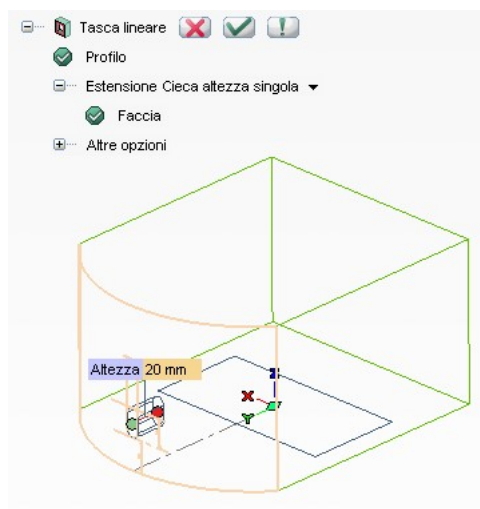 Tasca lineare
Profilo
Estensione Cieca altezza singola
Faccia
Altre opzioni
Altezza 20 mm
X
Y